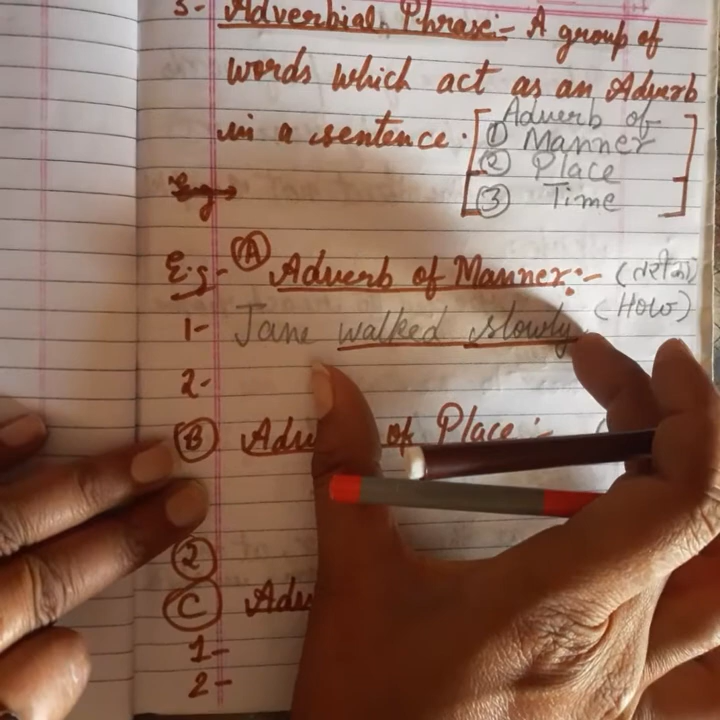 3- Adverbial Phrase:- A group of
words which act as an Adverb
in a sentence. [Adverb of
① Manner
② Place
③ Time]
Eg
E.g- Ⓐ Adverb of Manner:- (तरीका)
(How)
1- Jane walked slowly
2-
Ⓑ Adv of Place:- (
②
Ⓒ Adv
1-
2-